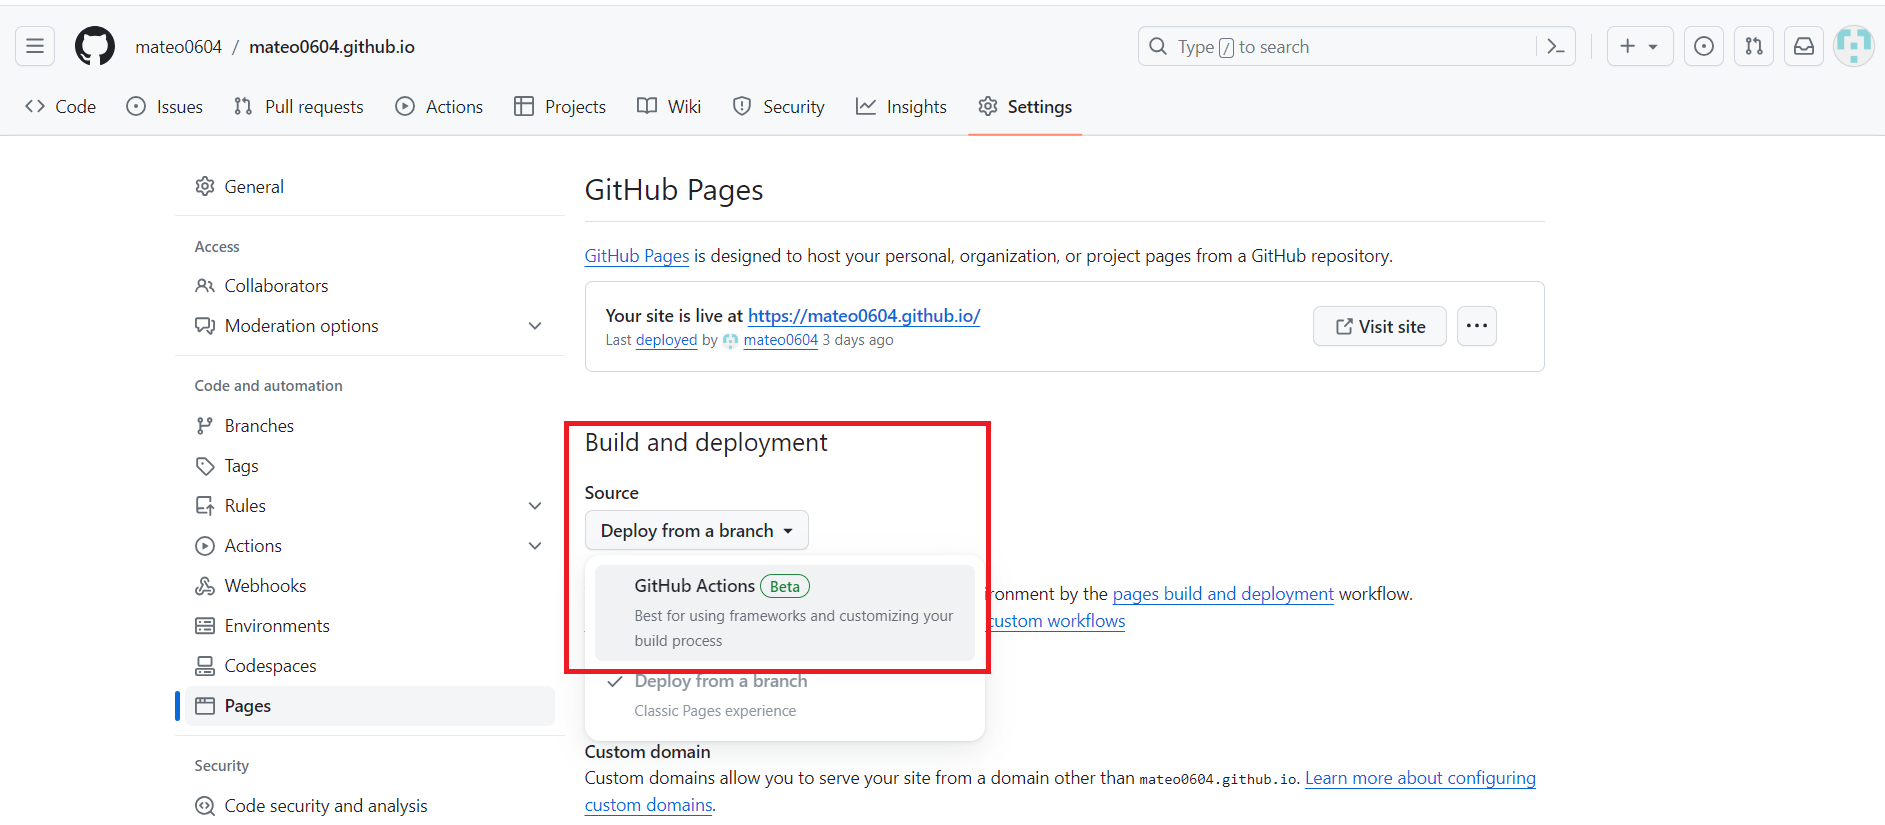 mateo0604 / mateo0604.github.io
Type / to search
Code Issues Pull requests Actions Projects Wiki Security Insights Settings
General
Access
Collaborators
Moderation options
Code and automation
Branches
Tags
Rules
Actions
Webhooks
Environments
Codespaces
Pages
Security
Code security and analysis
GitHub Pages
GitHub Pages is designed to host your personal, organization, or project pages from a GitHub repository.
Your site is live at https://mateo0604.github.io/
Last deployed by mateo0604 3 days ago
Visit site
Build and deployment
Source
Deploy from a branch
GitHub Actions Beta
Best for using frameworks and customizing your
build process
Deploy from a branch
Classic Pages experience
ironment by the pages build and deployment workflow.
custom workflows
Custom domain
Custom domains allow you to serve your site from a domain other than mateo0604.github.io. Learn more about configuring
custom domains.